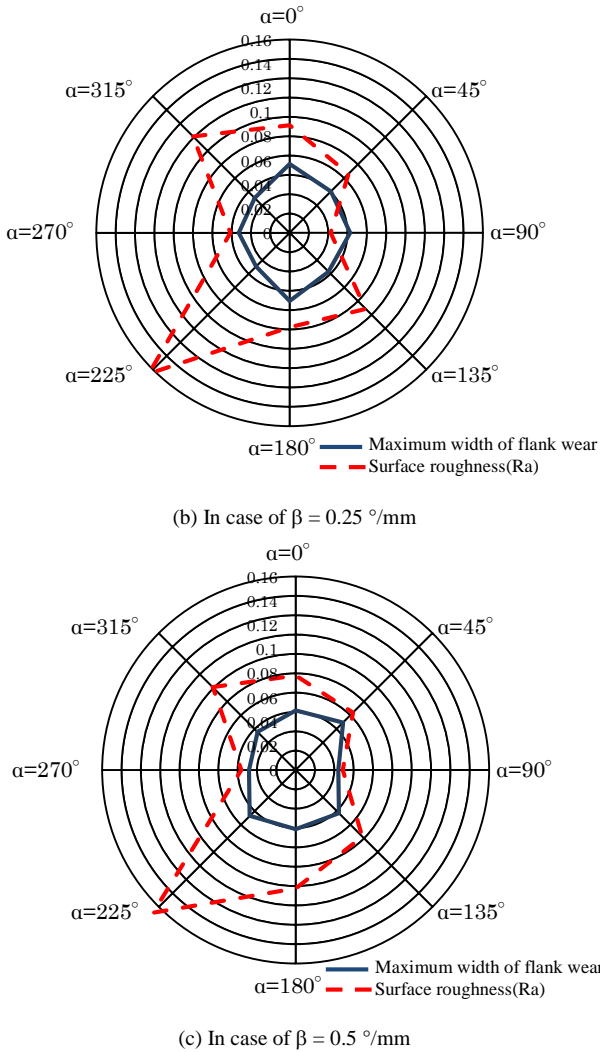 α=0°
0.16
0.14
0.12
0.1
0.08
0.06
0.04
0.02
0
α=315°
α=45°
α=270°
α=90°
α=225°
α=135°
α=180°
Maximum width of flank wear
Surface roughness(Ra)
(b) In case of β = 0.25 °/mm
α=0°
0.16
0.14
0.12
0.1
0.08
0.06
0.04
0.02
0
α=315°
α=45°
α=270°
α=90°
α=225°
α=135°
α=180°
Maximum width of flank wear
Surface roughness(Ra)
(c) In case of β = 0.5 °/mm